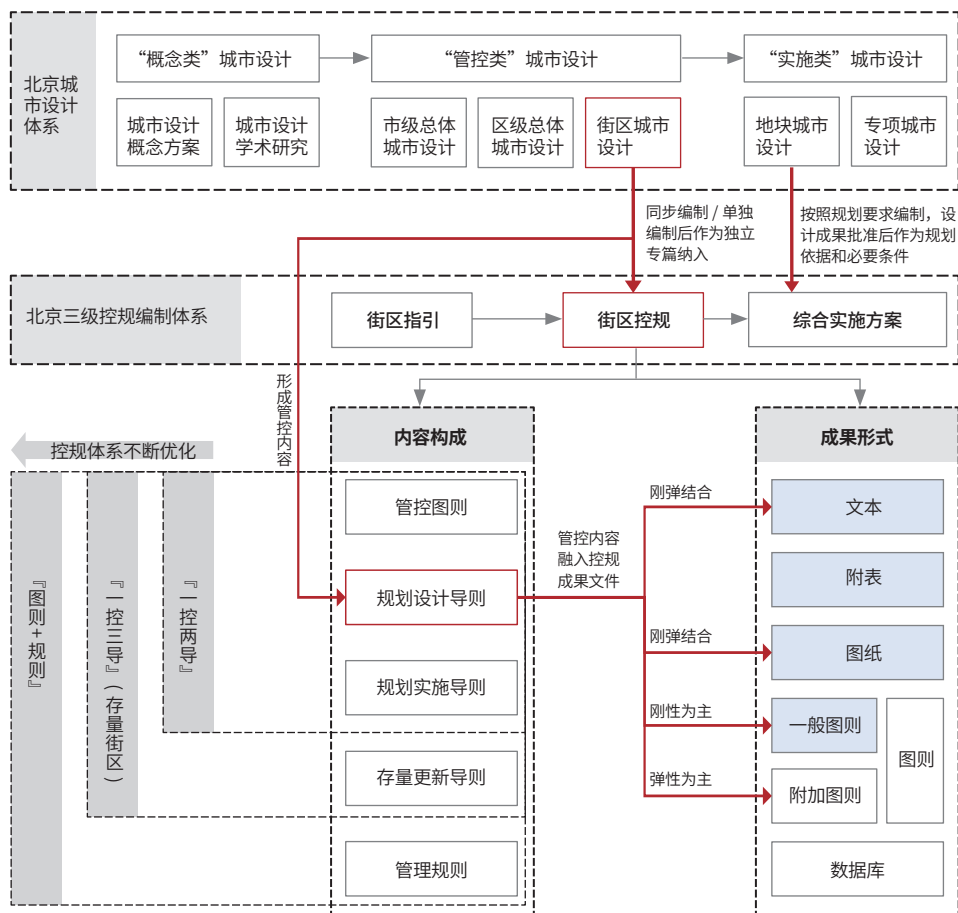 北京城
市设计
体系
“概念类”城市设计
“管控类”城市设计
“实施类”城市设计
城市设计
概念方案
城市设计
学术研究
市级总体
城市设计
区级总体
城市设计
街区城市
设计
地块城市
设计
专项城市
设计
同步编制 / 单独
编制后作为独立
专篇纳入
按照规划要求编制，设
计成果批准后作为规划
依据和必要条件
北京三级控规编制体系
街区指引
街区控规
综合实施方案
形成管控内容
控规体系不断优化
内容构成
成果形式
『图则+规则』
『一控三导』(存量街区)
『一控两导』
管控图则
规划设计导则
规划实施导则
存量更新导则
管理规则
管控内容
融入控规
成果文件
刚弹结合
刚弹结合
刚性为主
弹性为主
文本
附表
图纸
一般图则
附加图则
图则
数据库